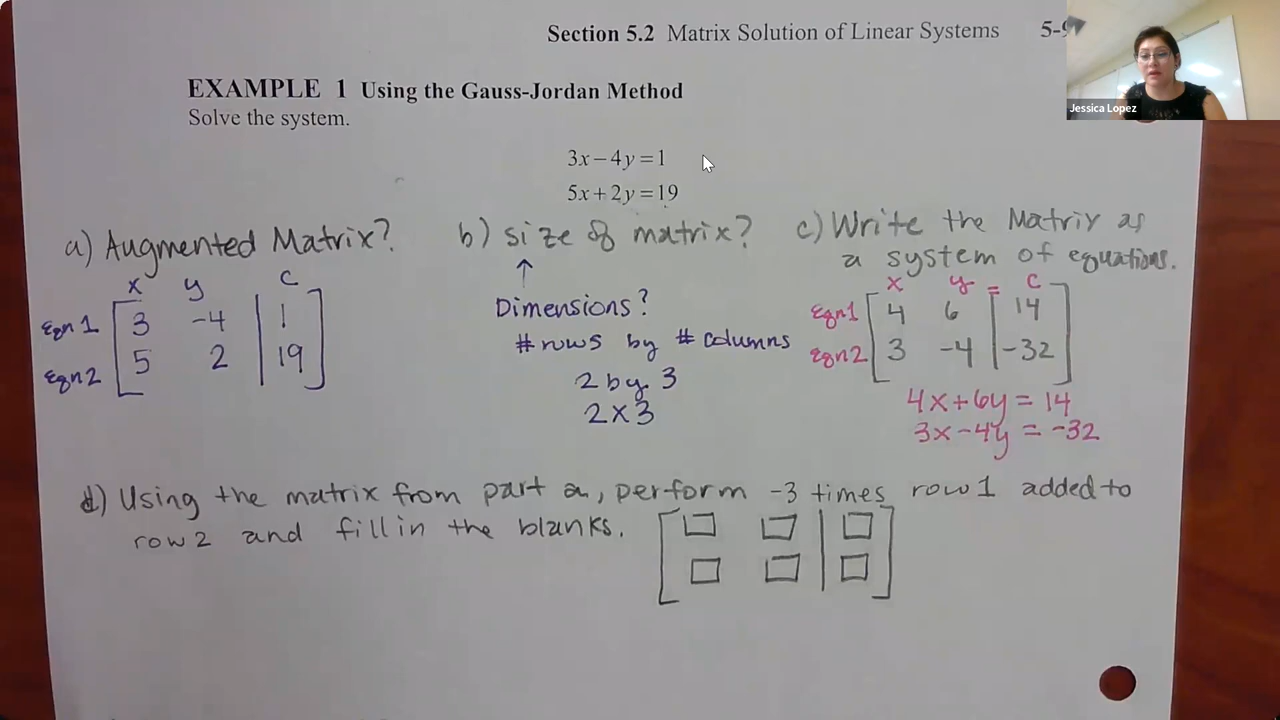 Section 5.2 Matrix Solution of Linear Systems 5-9
Jessica Lopez
EXAMPLE 1 Using the Gauss-Jordan Method
Solve the system.
3x−4y=1
5x+2y=19
a) Augmented Matrix?
x y c
Eqn 1 3 -4 1
Eqn 2 5 2 19
b) size of matrix?
↑
Dimensions?
# rows by # columns
2 by 3
2 x 3
c) Write the Matrix as
a system of equations.
x y = c
Eqn 1 4 6 14
Eqn 2 3 -4 -32
4x+6y = 14
3x-4y = -32
d) Using the matrix from part a, perform -3 times row 1 added to
row 2 and fill in the blanks.